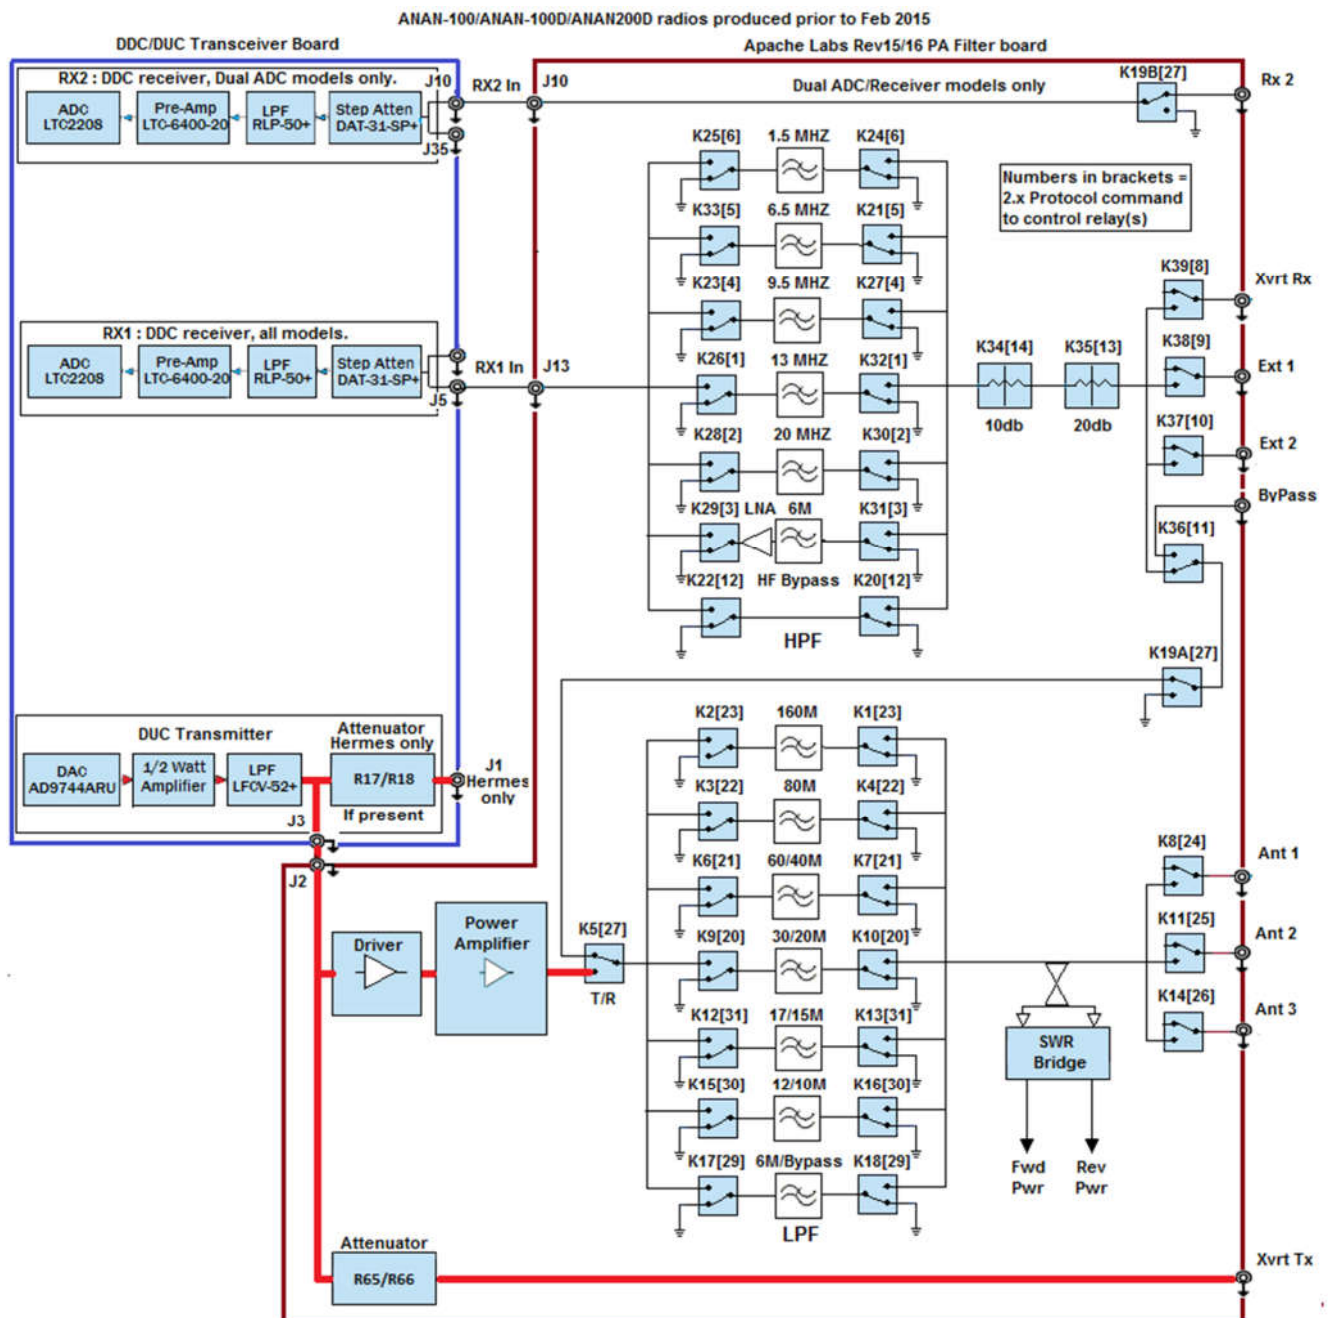 ANAN-100/ANAN-100D/ANAN200D radios produced prior to Feb 2015
DDC/DUC Transceiver Board
Apache Labs Rev15/16 PA Filter board
RX2 : DDC receiver, Dual ADC models only.
ADC
LTC2208
Pre-Amp
LTC-6400-20
LPF
RLP-50+
Step Atten
DAT-31-SP+
J10
J35
RX2 In
J10
Dual ADC/Receiver models only
K19B[27]
Rx 2
K25[6]
1.5 MHZ
K24[6]
Numbers in brackets =
2.x Protocol command
to control relay(s)
K33[5]
6.5 MHZ
K21[5]
K23[4]
9.5 MHZ
K27[4]
K39[8]
Xvrt Rx
RX1 : DDC receiver, all models.
ADC
LTC2208
Pre-Amp
LTC-6400-20
LPF
RLP-50+
Step Atten
DAT-31-SP+
J5
RX1 In
J13
K26[1]
13 MHZ
K32[1]
K34[14]
10db
K35[13]
20db
K38[9]
Ext 1
K28[2]
20 MHZ
K30[2]
K37[10]
Ext 2
K29[3]
LNA
6M
K31[3]
ByPass
K36[11]
K22[12]
HF Bypass
K20[12]
HPF
K19A[27]
DUC Transmitter
DAC
AD9744ARU
1/2 Watt
Amplifier
LPF
LFCV-52+
Attenuator
Hermes only
R17/R18
If present
J1
Hermes
only
J3
J2
K2[23]
160M
K1[23]
K3[22]
80M
K4[22]
K6[21]
60/40M
K7[21]
K8[24]
Ant 1
Driver
Power
Amplifier
K5[27]
T/R
K9[20]
30/20M
K10[20]
K11[25]
Ant 2
K12[31]
17/15M
K13[31]
K14[26]
Ant 3
SWR
Bridge
K15[30]
12/10M
K16[30]
Fwd
Pwr
Rev
Pwr
K17[29]
6M/Bypass
K18[29]
LPF
Attenuator
R65/R66
Xvrt Tx